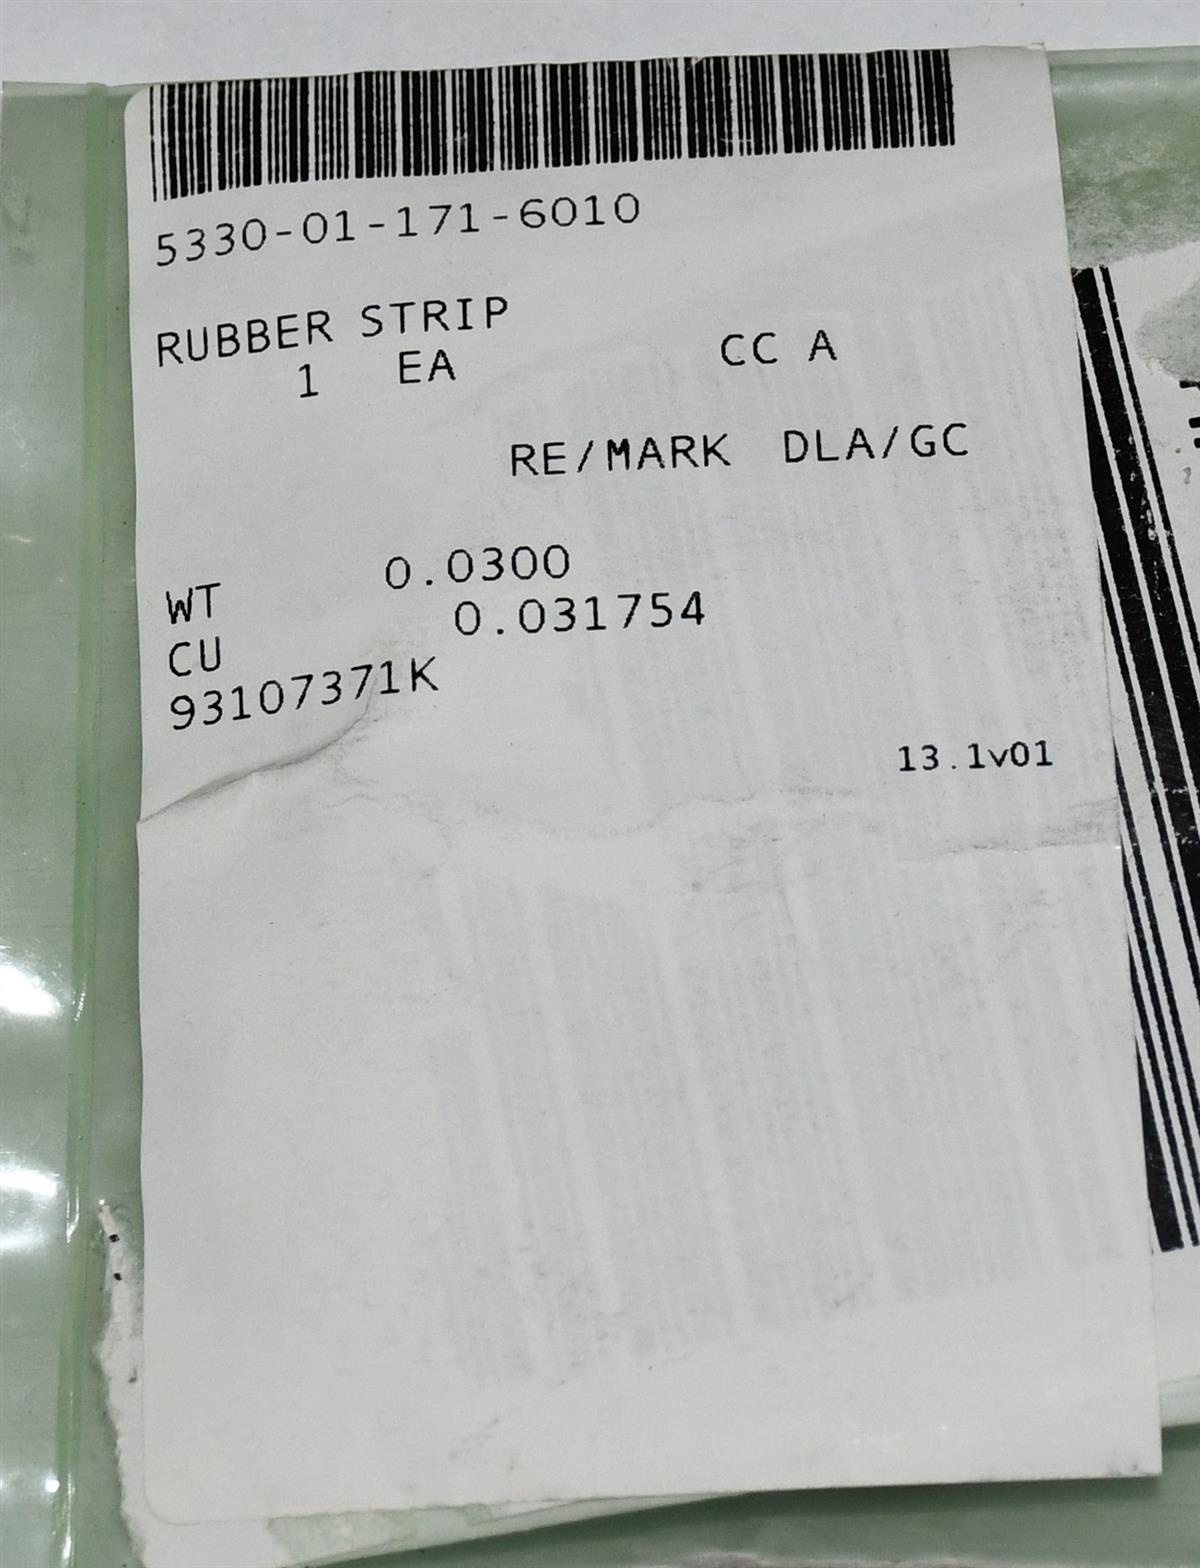 5330-01-171-6010
RUBBER STRIP
1 EA CC A
RE/MARK DLA/GC
WT 0.0300
CU 0.031754
93107371K
13.1v01